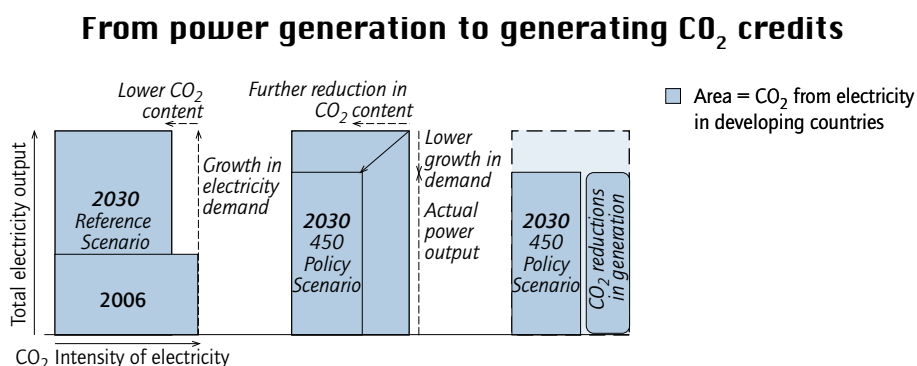 From power generation to generating CO2 credits
Lower CO2
content
Further reduction in
CO2 content
Area = CO2 from electricity
in developing countries
Total electricity output
2030
Reference
Scenario
2006
Growth in
electricity
demand
CO2 Intensity of electricity
2030
450
Policy
Scenario
Lower
growth in
demand
Actual
power
output
2030
450
Policy
Scenario
CO2 reductions
in generation